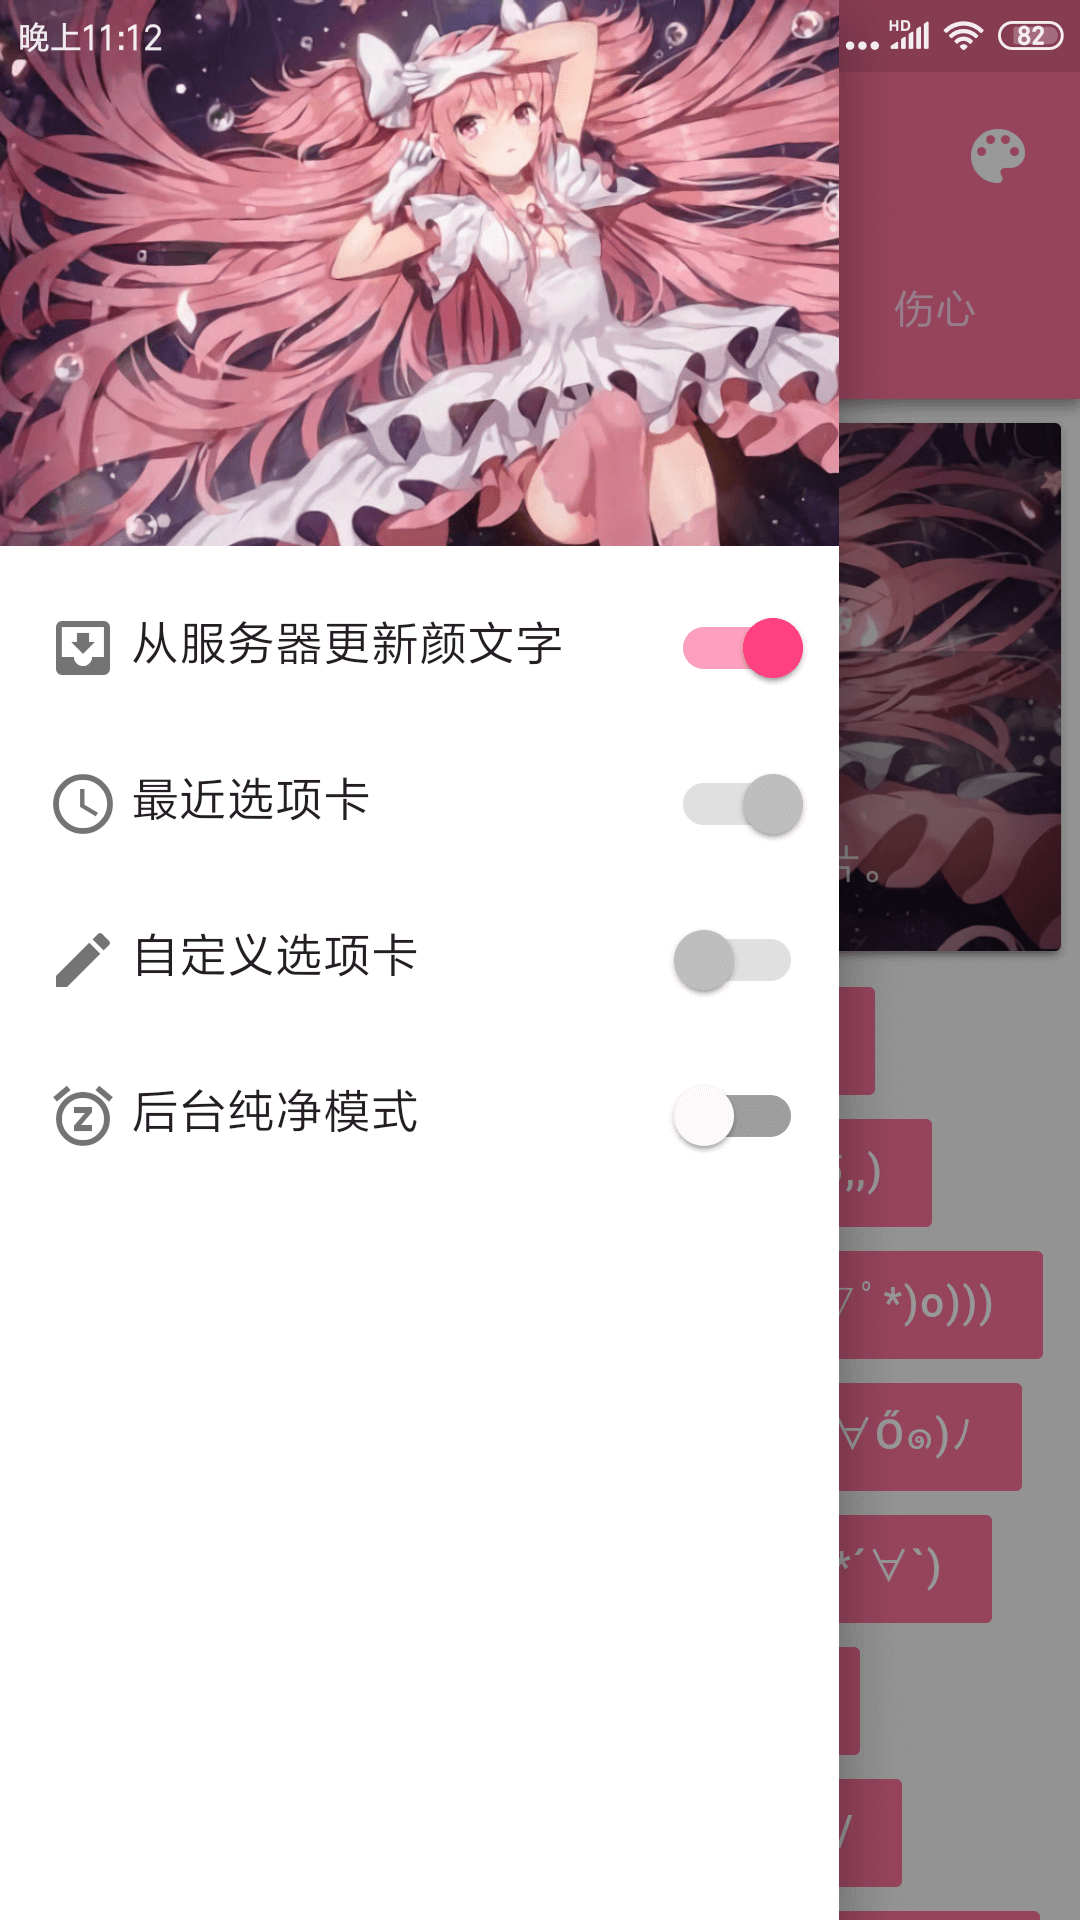 晚上11:12
HD
82
伤心
从服务器更新颜文字
最近选项卡
片。
自定义选项卡
后台纯净模式
,,)
▽ﾟ*)o)))
∀Ő๑)ﾉ
*´∀`)
/